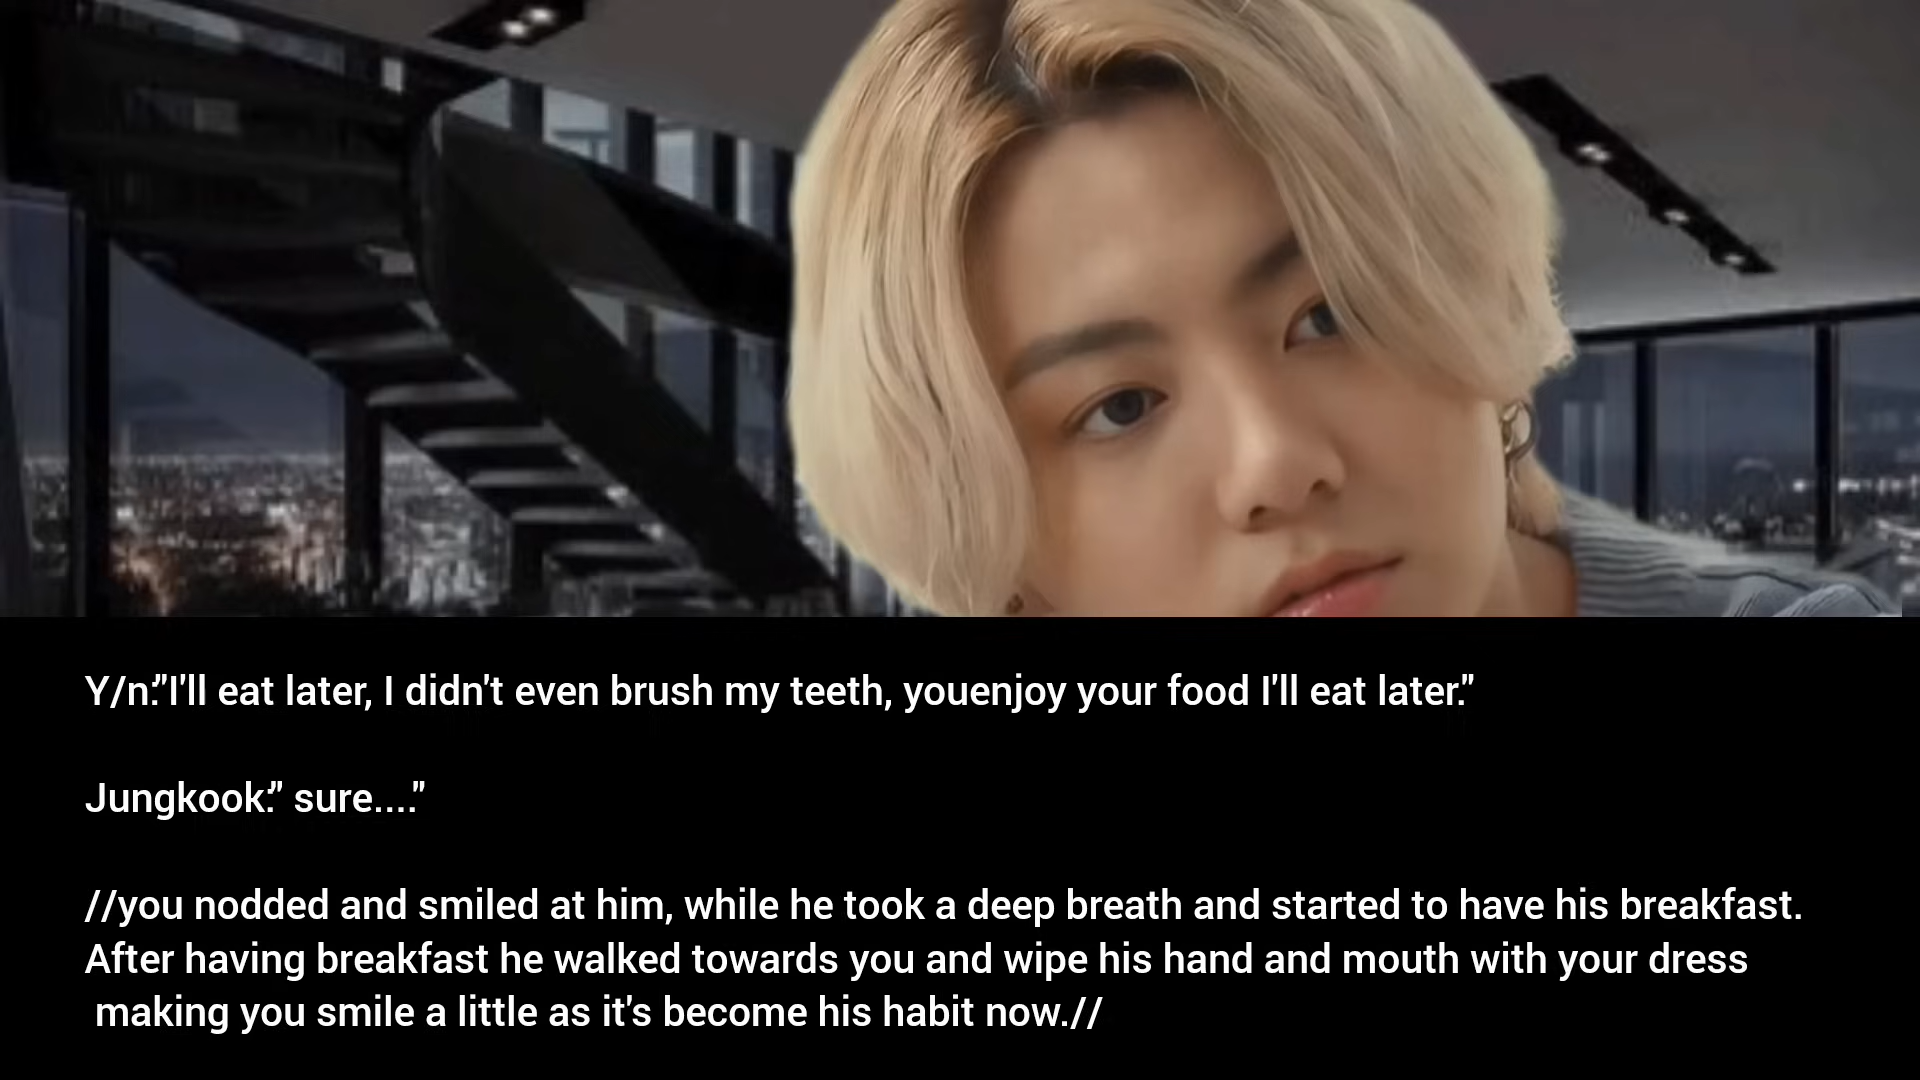 Y/n:"I'll eat later, I didn't even brush my teeth, youenjoy your food I'll eat later."
Jungkook:" sure...."
//you nodded and smiled at him, while he took a deep breath and started to have his breakfast.
After having breakfast he walked towards you and wipe his hand and mouth with your dress
making you smile a little as it's become his habit now.//